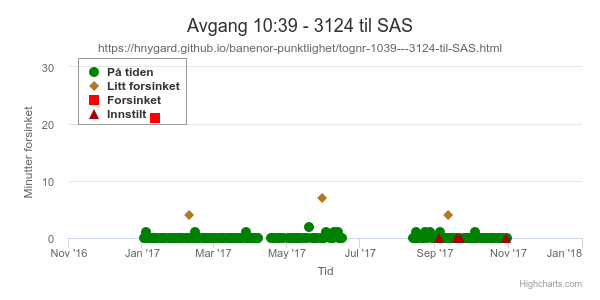 Avgang 10:39 - 3124 til SAS
https://hnygard.github.io/banenor-punktlighet/tognr-1039---3124-til-SAS.html
Minutter forsinket
30
20
10
0
På tiden
Litt forsinket
Forsinket
Innstilt
Nov '16 Jan '17 Mar '17 May '17 Jul '17 Sep '17 Nov '17 Jan '18
Tid
Highcharts.com